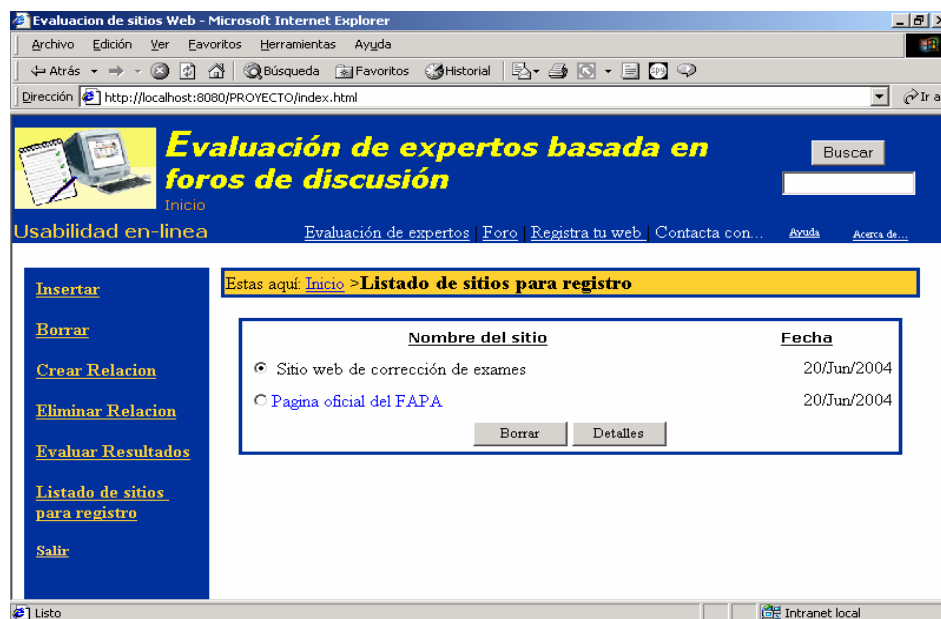 Evaluacion de sitios Web - Microsoft Internet Explorer
Archivo Edición Ver Favoritos Herramientas Ayuda
Atrás Búsqueda Favoritos Historial
Dirección http://localhost:8080/PROYECTO/index.html Ir a
Evaluación de expertos basada en
foros de discusión
Buscar
Inicio
Usabilidad en-linea Evaluación de expertos | Foro | Registra tu web | Contacta con... Ayuda Acerca de...
Insertar
Borrar
Crear Relacion
Eliminar Relacion
Evaluar Resultados
Listado de sitios
para registro
Salir
Estas aquí: Inicio >Listado de sitios para registro
Nombre del sitio Fecha
Sitio web de corrección de exames 20/Jun/2004
Pagina oficial del FAPA 20/Jun/2004
Borrar Detalles
Listo Intranet local